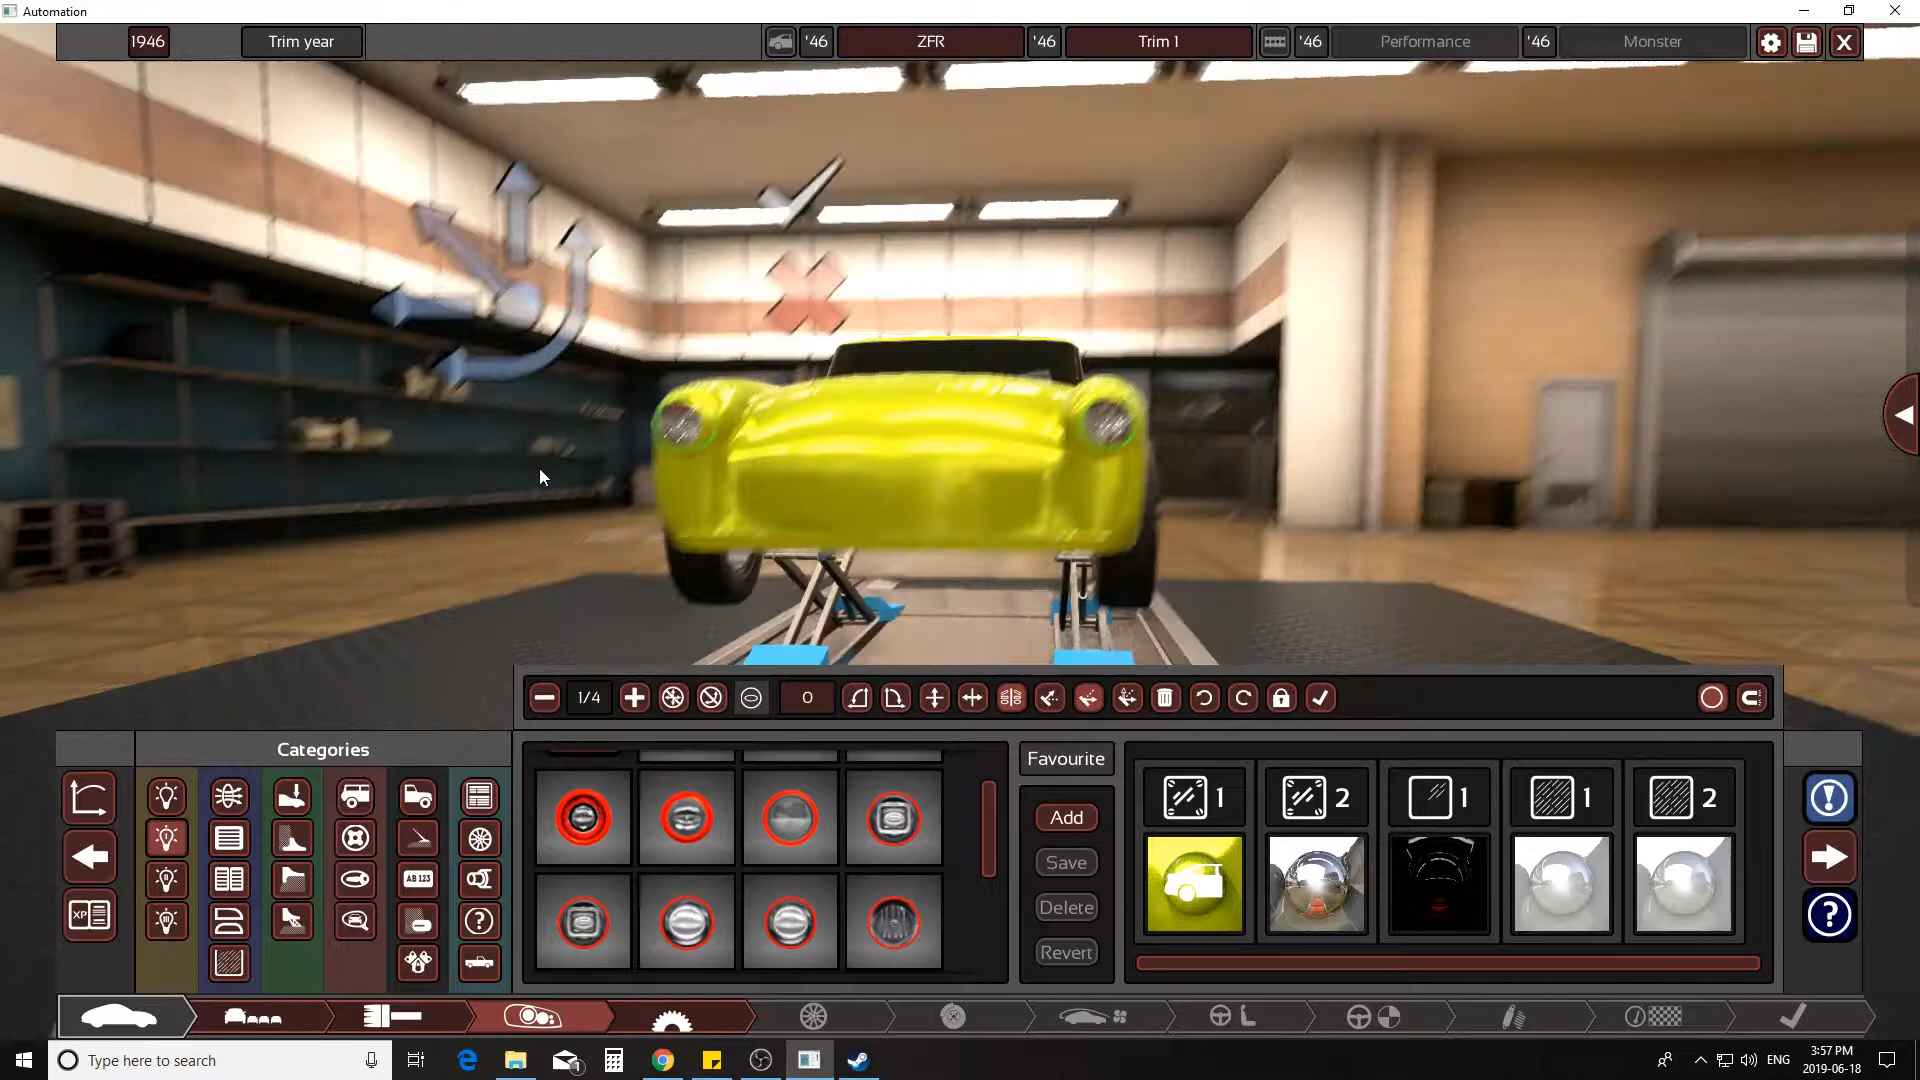 Automation
1946
Trim year
'46
ZFR
'46
Trim 1
'46
Performance
'46
Monster
1/4
0
Categories
Favourite
Add
Save
Delete
Revert
1
2
1
1
2
AB 123
XP
?
?
Type here to search
1
ENG
3:57 PM
2019-06-18